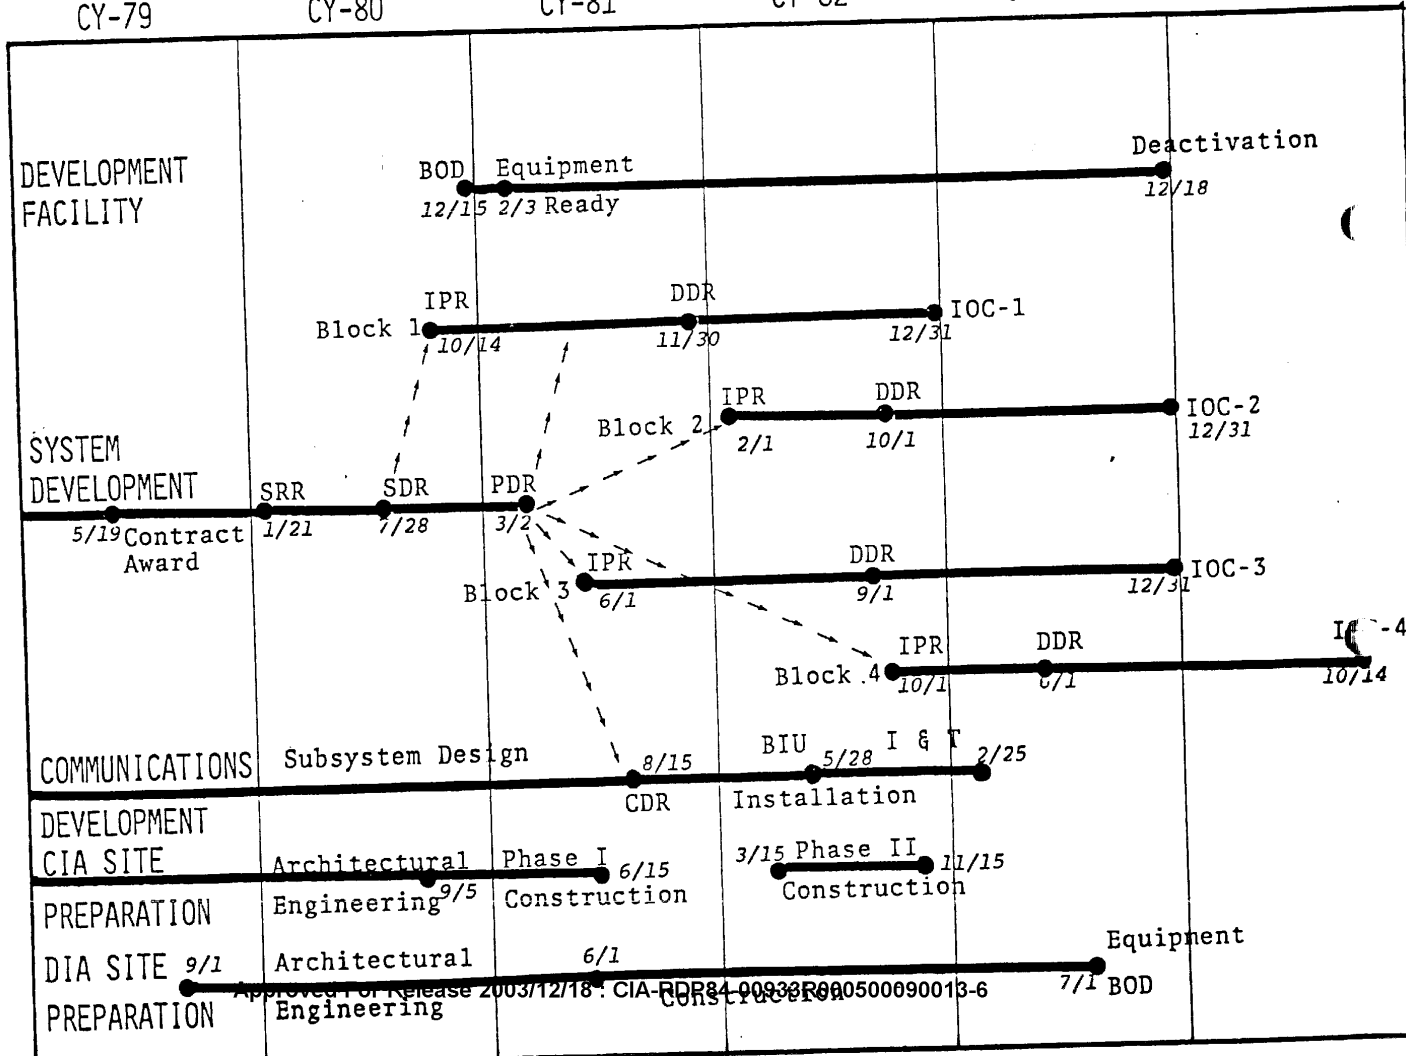 CY-79 CY-80 CY-81
DEVELOPMENT
FACILITY
BOD Equipment
12/15 2/3 Ready
Deactivation
12/18
IPR DDR
Block 1 10/14 11/30 12/31 IOC-1
IPR DDR
Block 2 2/1 10/1 IOC-2
12/31
SYSTEM
DEVELOPMENT
SRR SDR PDR
5/19 Contract 1/21 7/28 3/2
Award
IPR DDR
Block 3 6/1 9/1 12/31 IOC-3
IPR DDR
Block 4 10/1 10/14
COMMUNICATIONS Subsystem Design 8/15 BIU 5/28 I & T 2/25
CDR Installation
DEVELOPMENT
CIA SITE Architectural Phase I 6/15 3/15 Phase II 11/15
PREPARATION Engineering 9/5 Construction Construction
DIA SITE 9/1 Architectural 6/1 Equipment
7/1 BOD
Approved For Release 2003/12/18 : CIA-RDP84-00933R000500090013-6
PREPARATION Engineering Construction